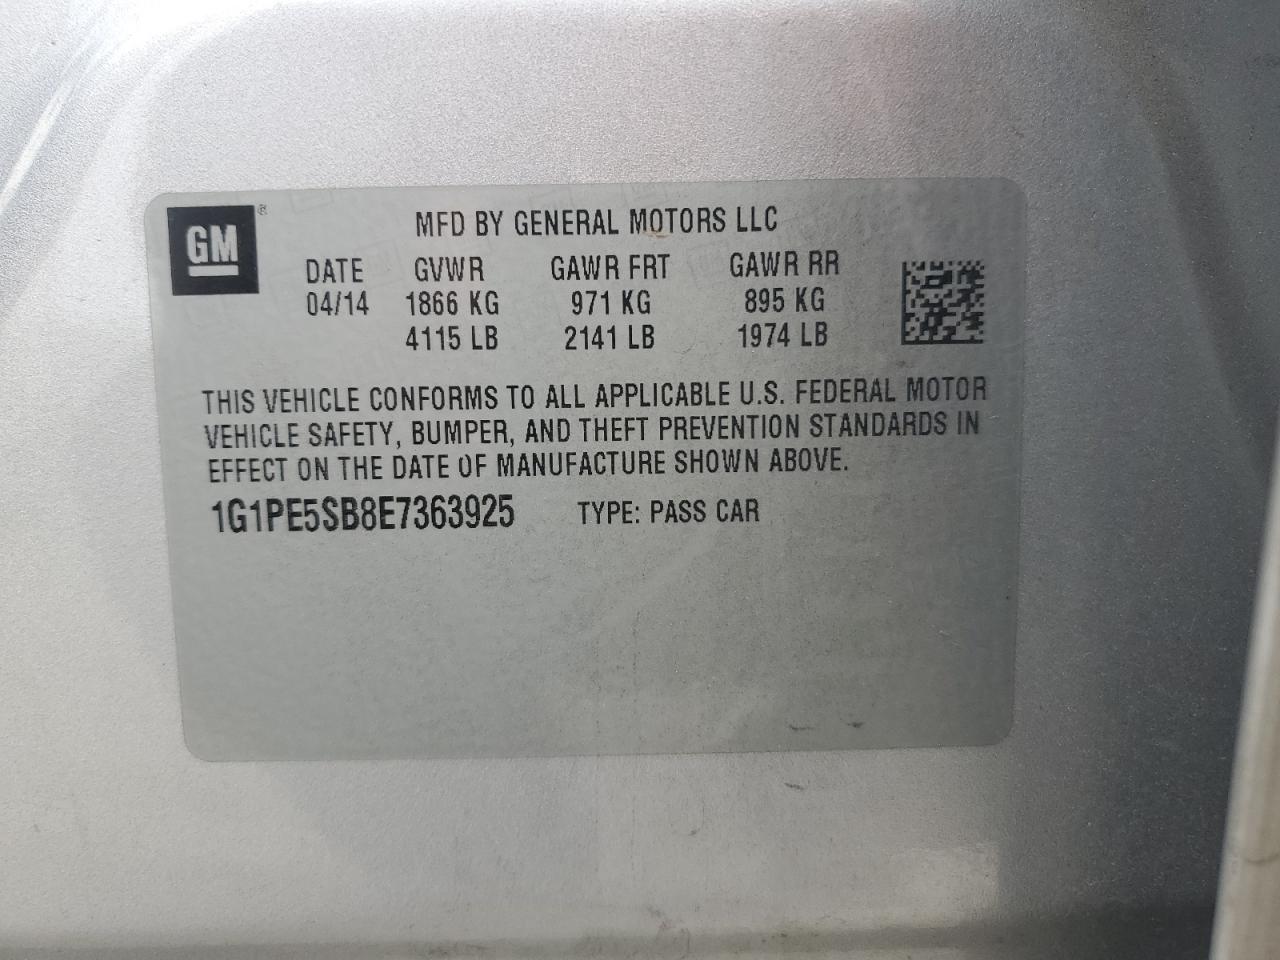 GM ®
MFD BY GENERAL MOTORS LLC
DATE GVWR GAWR FRT GAWR RR
04/14 1866 KG 971 KG 895 KG
4115 LB 2141 LB 1974 LB
THIS VEHICLE CONFORMS TO ALL APPLICABLE U.S. FEDERAL MOTOR
VEHICLE SAFETY, BUMPER, AND THEFT PREVENTION STANDARDS IN
EFFECT ON THE DATE OF MANUFACTURE SHOWN ABOVE.
1G1PE5SB8E7363925 TYPE: PASS CAR